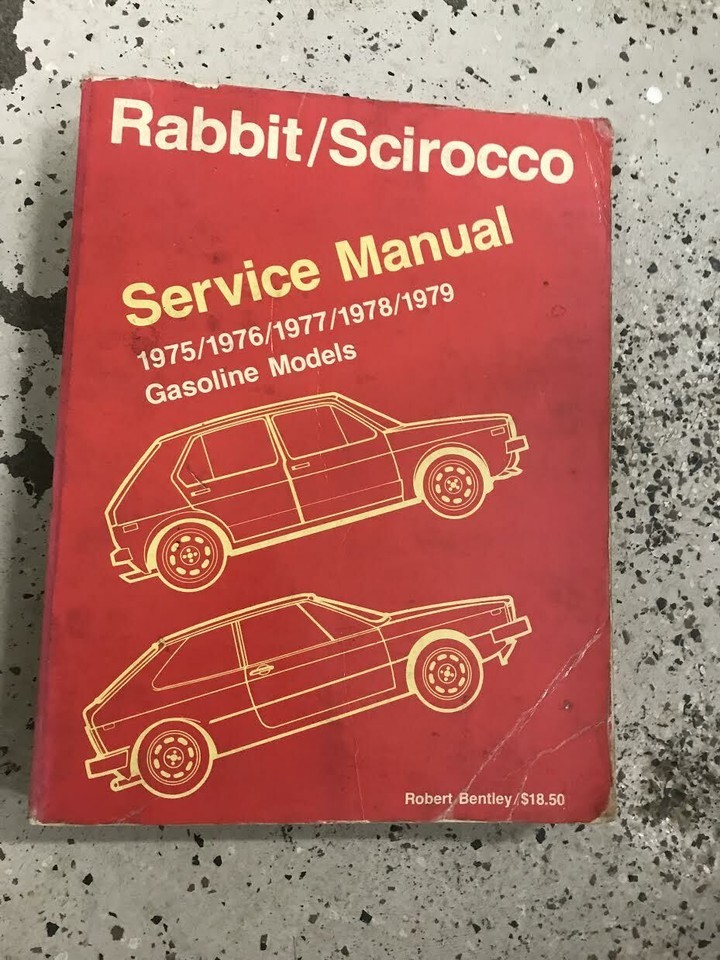 Rabbit/Scirocco
Service Manual
1975/1976/1977/1978/1979
Gasoline Models
Robert Bentley/$18.50